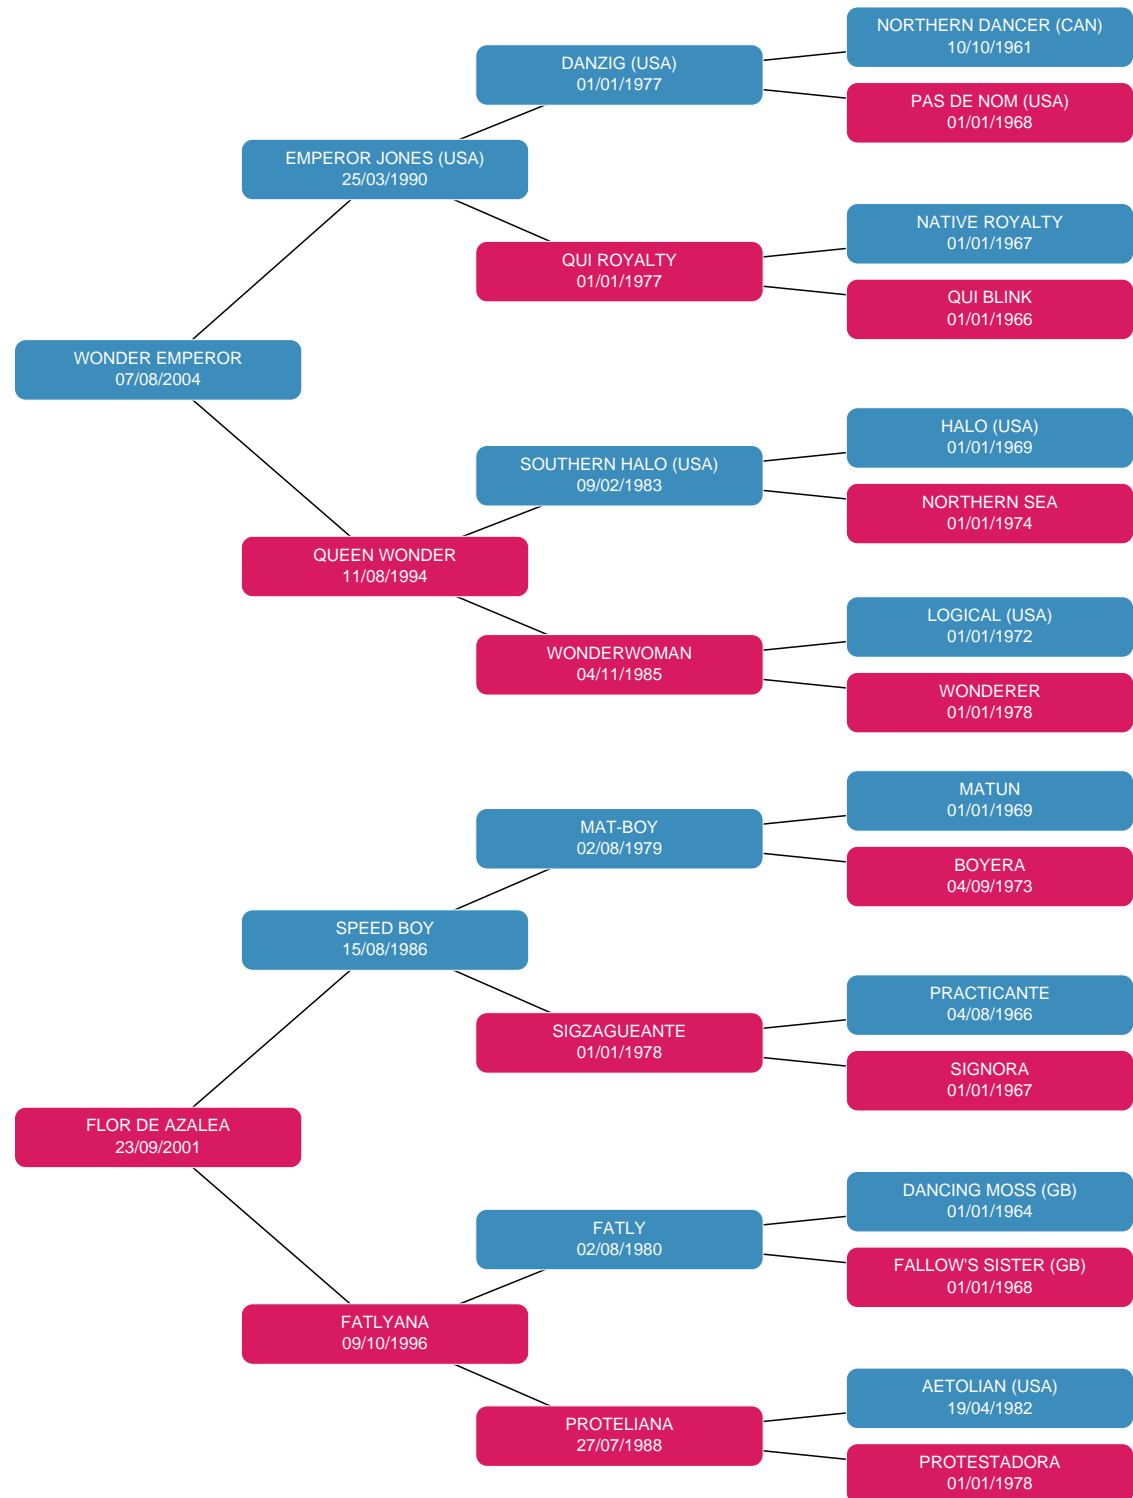 NORTHERN DANCER (CAN)
10/10/1961
DANZIG (USA)
01/01/1977
PAS DE NOM (USA)
01/01/1968
EMPEROR JONES (USA)
25/03/1990
NATIVE ROYALTY
01/01/1967
QUI ROYALTY
01/01/1977
QUI BLINK
01/01/1966
WONDER EMPEROR
07/08/2004
HALO (USA)
01/01/1969
SOUTHERN HALO (USA)
09/02/1983
NORTHERN SEA
01/01/1974
QUEEN WONDER
11/08/1994
LOGICAL (USA)
01/01/1972
WONDERWOMAN
04/11/1985
WONDERER
01/01/1978
MATUN
01/01/1969
MAT-BOY
02/08/1979
BOYERA
04/09/1973
SPEED BOY
15/08/1986
PRACTICANTE
04/08/1966
SIGZAGUEANTE
01/01/1978
SIGNORA
01/01/1967
FLOR DE AZALEA
23/09/2001
DANCING MOSS (GB)
01/01/1964
FATLY
02/08/1980
FALLOW'S SISTER (GB)
01/01/1968
FATLYANA
09/10/1996
AETOLIAN (USA)
19/04/1982
PROTELIANA
27/07/1988
PROTESTADORA
01/01/1978